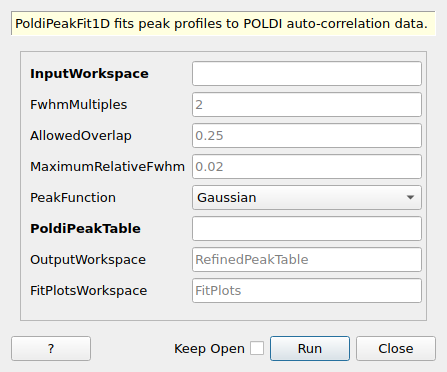 PoldiPeakFit1D fits peak profiles to POLDI auto-correlation data.
InputWorkspace
FwhmMultiples 2
AllowedOverlap 0.25
MaximumRelativeFwhm 0.02
PeakFunction Gaussian
PoldiPeakTable
OutputWorkspace RefinedPeakTable
FitPlotsWorkspace FitPlots
? Keep Open Run Close